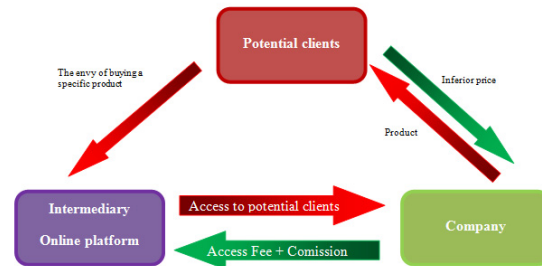 Potential clients
The envy of buying a
specific product
Inferior price
Product
Intermediary
Online platform
Access to potential clients
Company
Access Fee + Comission